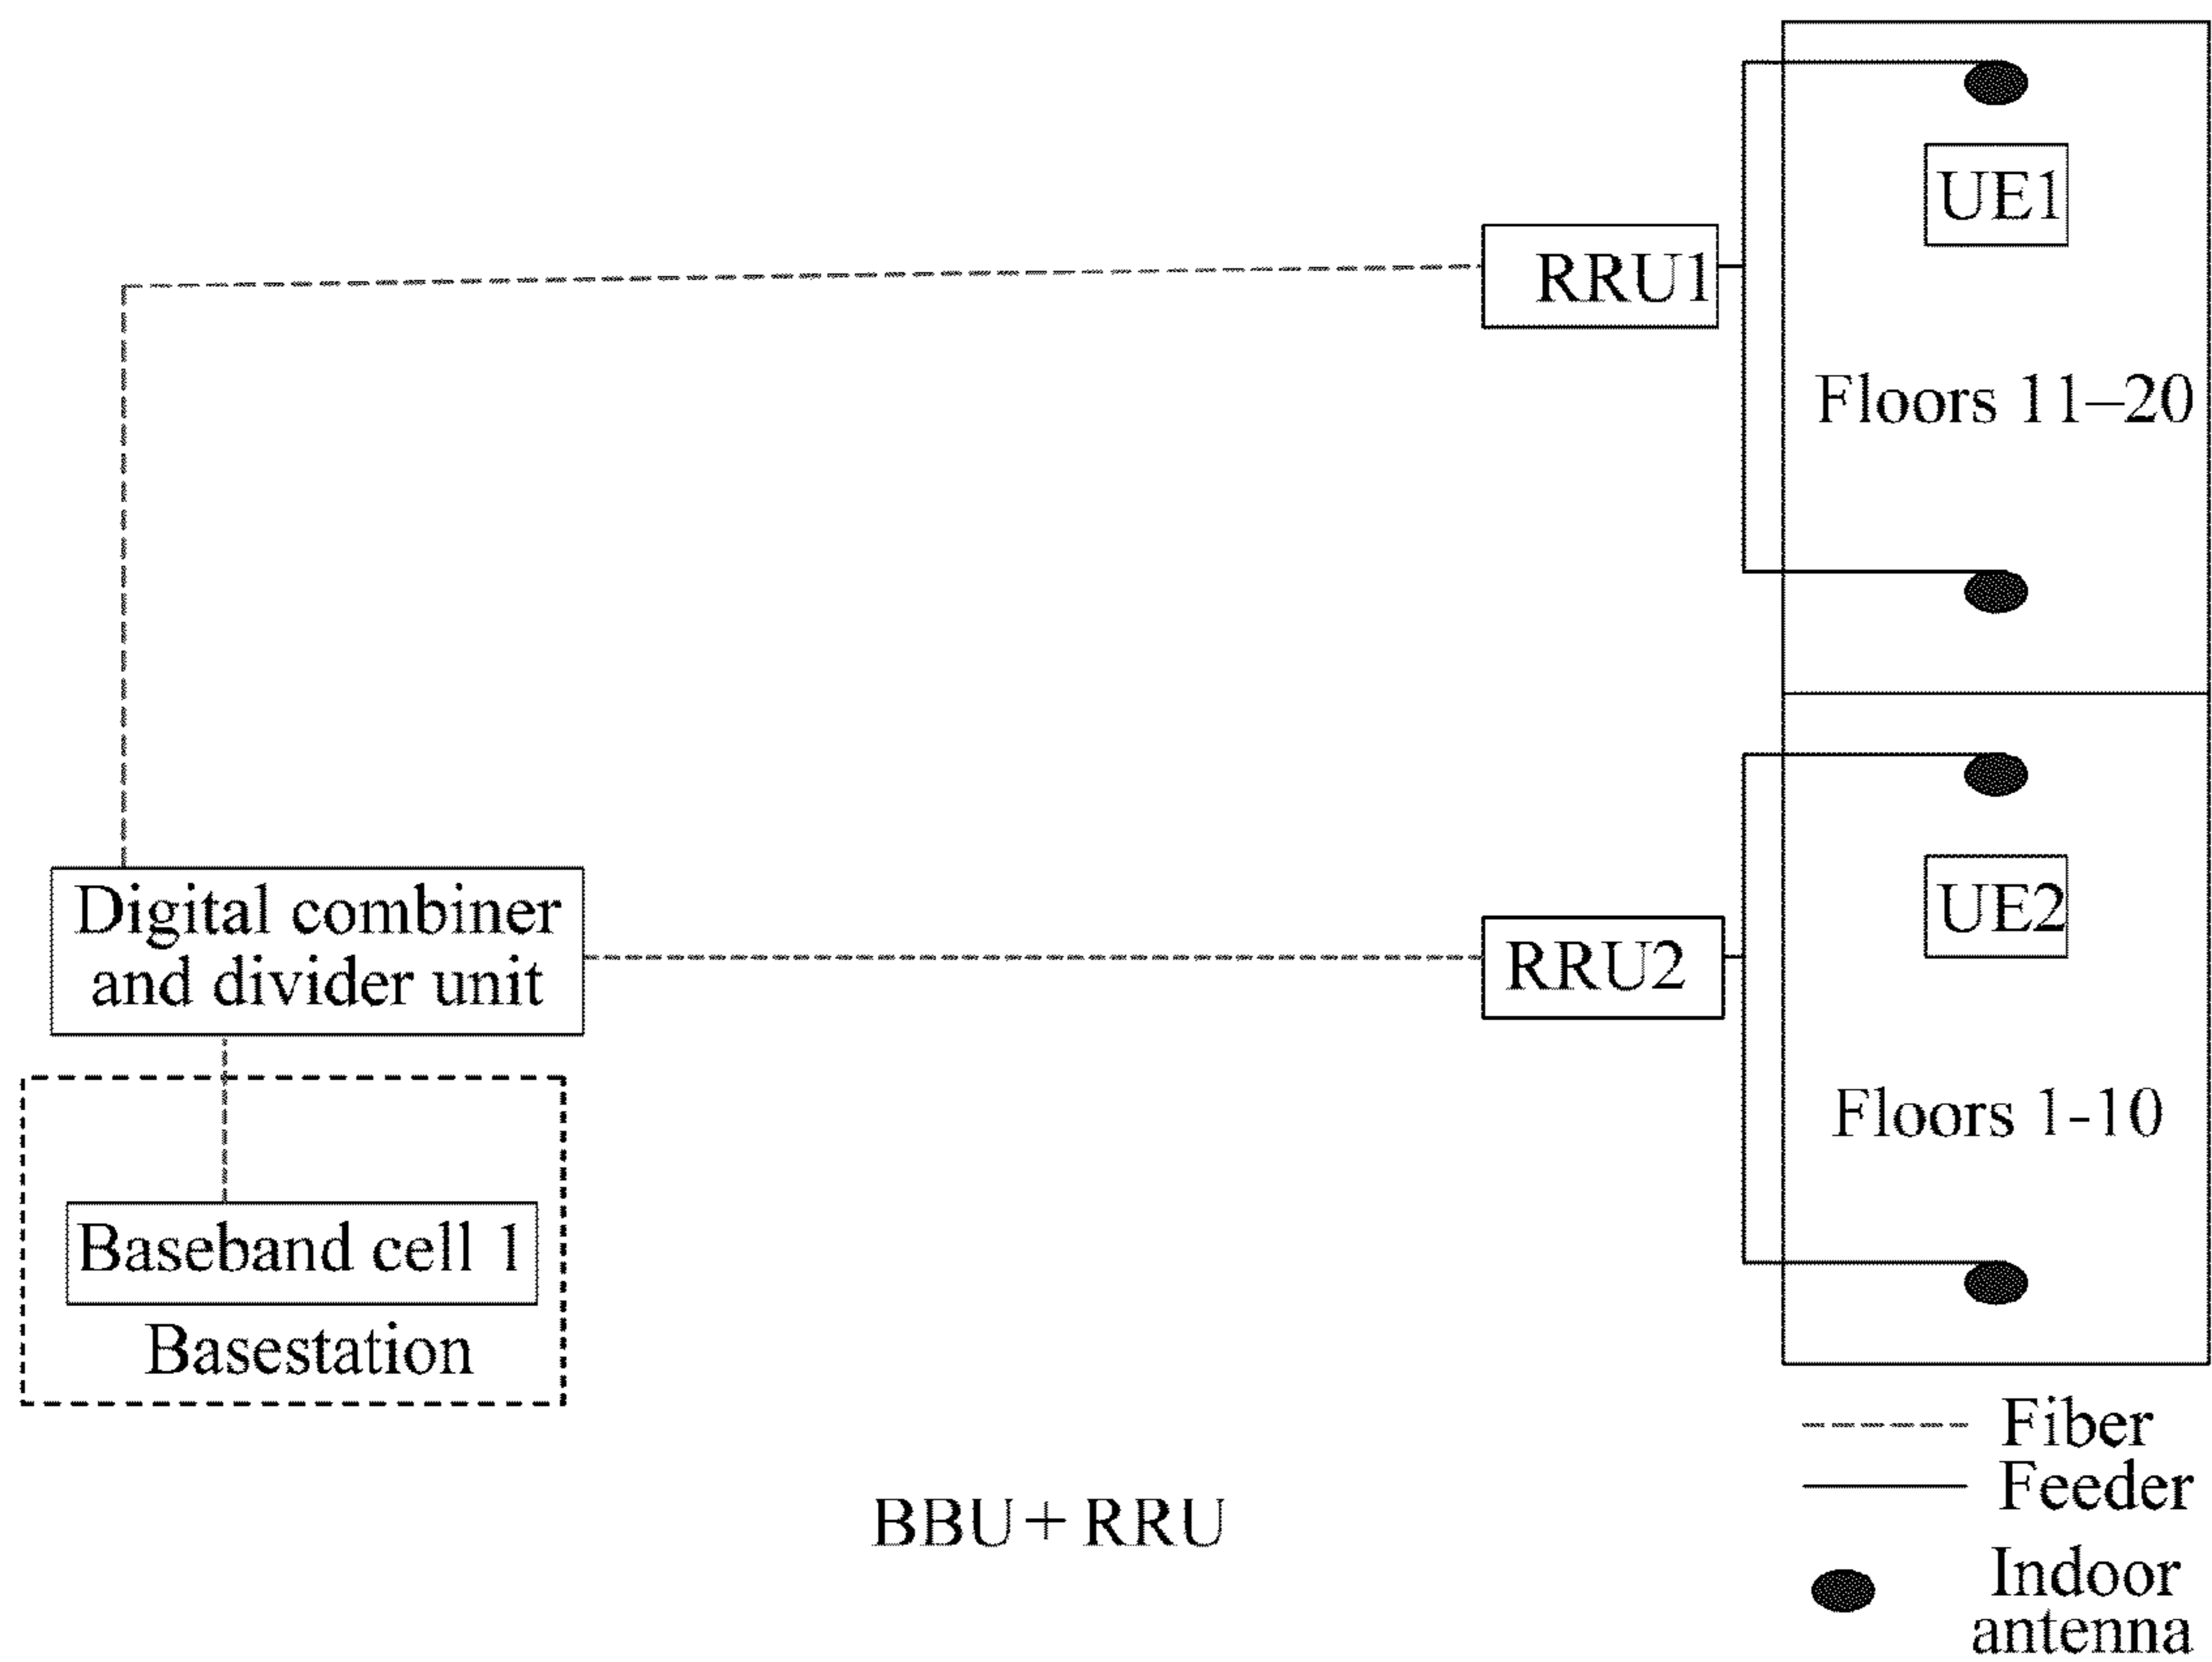 UE1
RRU1
Floors 11–20
Digital combiner
and divider unit
RRU2
UE2
Floors 1-10
Baseband cell 1
Basestation
Fiber
Feeder
BBU + RRU
Indoor
antenna